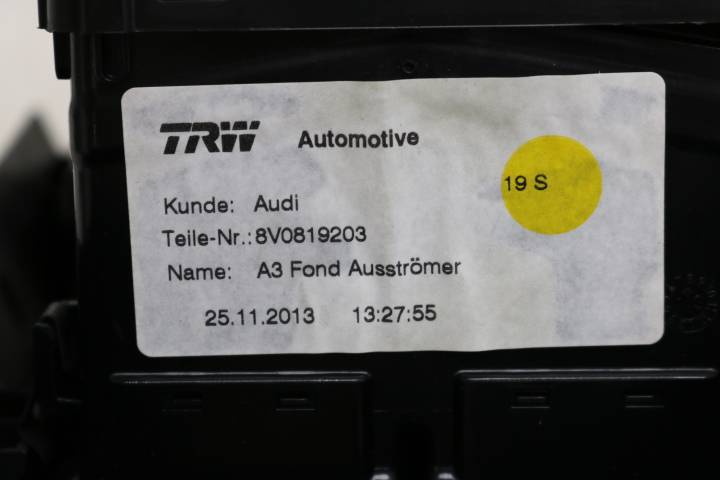 TRW Automotive
19 S
Kunde: Audi
Teile-Nr.: 8V0819203
Name: A3 Fond Ausströmer
25.11.2013 13:27:55